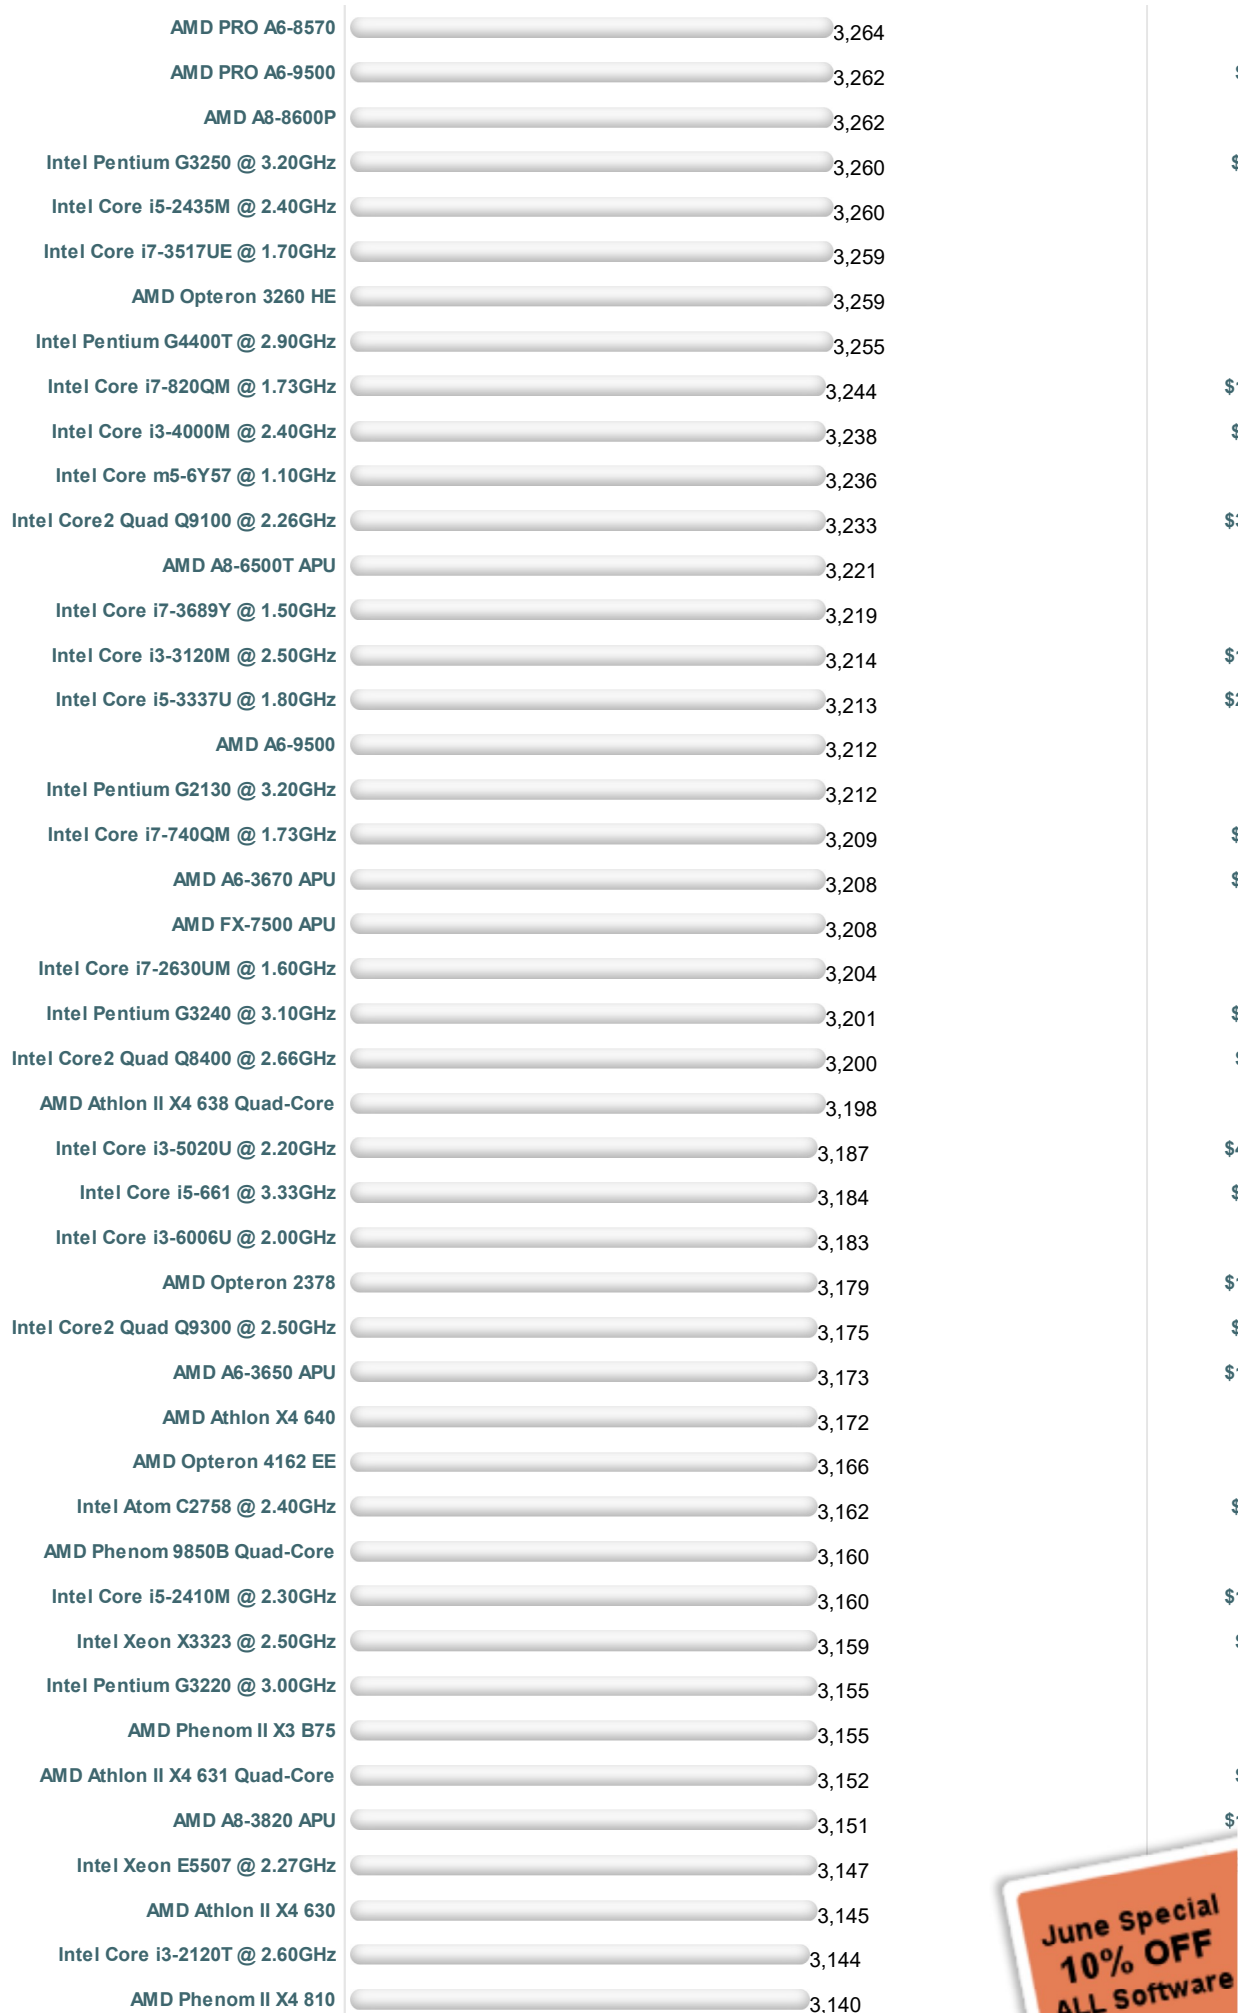 AMD PRO A6-8570 3,264
AMD PRO A6-9500 3,262 $
AMD A8-8600P 3,262
Intel Pentium G3250 @ 3.20GHz 3,260 $
Intel Core i5-2435M @ 2.40GHz 3,260
Intel Core i7-3517UE @ 1.70GHz 3,259
AMD Opteron 3260 HE 3,259
Intel Pentium G4400T @ 2.90GHz 3,255
Intel Core i7-820QM @ 1.73GHz 3,244 $1
Intel Core i3-4000M @ 2.40GHz 3,238 $
Intel Core m5-6Y57 @ 1.10GHz 3,236
Intel Core2 Quad Q9100 @ 2.26GHz 3,233 $3
AMD A8-6500T APU 3,221
Intel Core i7-3689Y @ 1.50GHz 3,219
Intel Core i3-3120M @ 2.50GHz 3,214 $1
Intel Core i5-3337U @ 1.80GHz 3,213 $2
AMD A6-9500 3,212
Intel Pentium G2130 @ 3.20GHz 3,212
Intel Core i7-740QM @ 1.73GHz 3,209 $
AMD A6-3670 APU 3,208 $
AMD FX-7500 APU 3,208
Intel Core i7-2630UM @ 1.60GHz 3,204
Intel Pentium G3240 @ 3.10GHz 3,201 $
Intel Core2 Quad Q8400 @ 2.66GHz 3,200 $
AMD Athlon II X4 638 Quad-Core 3,198
Intel Core i3-5020U @ 2.20GHz 3,187 $4
Intel Core i5-661 @ 3.33GHz 3,184 $
Intel Core i3-6006U @ 2.00GHz 3,183
AMD Opteron 2378 3,179 $1
Intel Core2 Quad Q9300 @ 2.50GHz 3,175 $
AMD A6-3650 APU 3,173 $1
AMD Athlon X4 640 3,172
AMD Opteron 4162 EE 3,166
Intel Atom C2758 @ 2.40GHz 3,162 $
AMD Phenom 9850B Quad-Core 3,160
Intel Core i5-2410M @ 2.30GHz 3,160 $1
Intel Xeon X3323 @ 2.50GHz 3,159 $
Intel Pentium G3220 @ 3.00GHz 3,155
AMD Phenom II X3 B75 3,155
AMD Athlon II X4 631 Quad-Core 3,152 $
AMD A8-3820 APU 3,151 $1
Intel Xeon E5507 @ 2.27GHz 3,147
AMD Athlon II X4 630 3,145
Intel Core i3-2120T @ 2.60GHz 3,144
AMD Phenom II X4 810 3,140
June Special
10% OFF
ALL Software